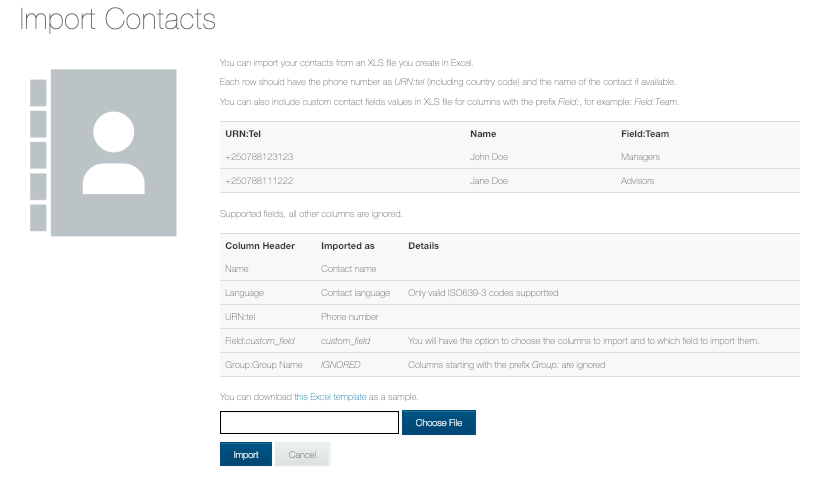 Import Contacts
You can import your contacts from an XLS file you create in Excel.
Each row should have the phone number as URN:tel (including country code) and the name of the contact if available.
You can also include custom contact fields values in XLS file for columns with the prefix Field:, for example: Field:Team.
URN:Tel Name Field:Team
+250788123123 John Doe Managers
+250788111222 Jane Doe Advisors
Supported fields, all other columns are ignored.
Column Header Imported as Details
Name Contact name
Language Contact language Only valid ISO639-3 codes supportted
URN:tel Phone number
Field:custom_field custom_field You will have the option to choose the columns to import and to which field to import them.
Group:Group Name IGNORED Columns starting with the prefix Group: are ignored
You can download this Excel template as a sample.
Choose File
Import Cancel